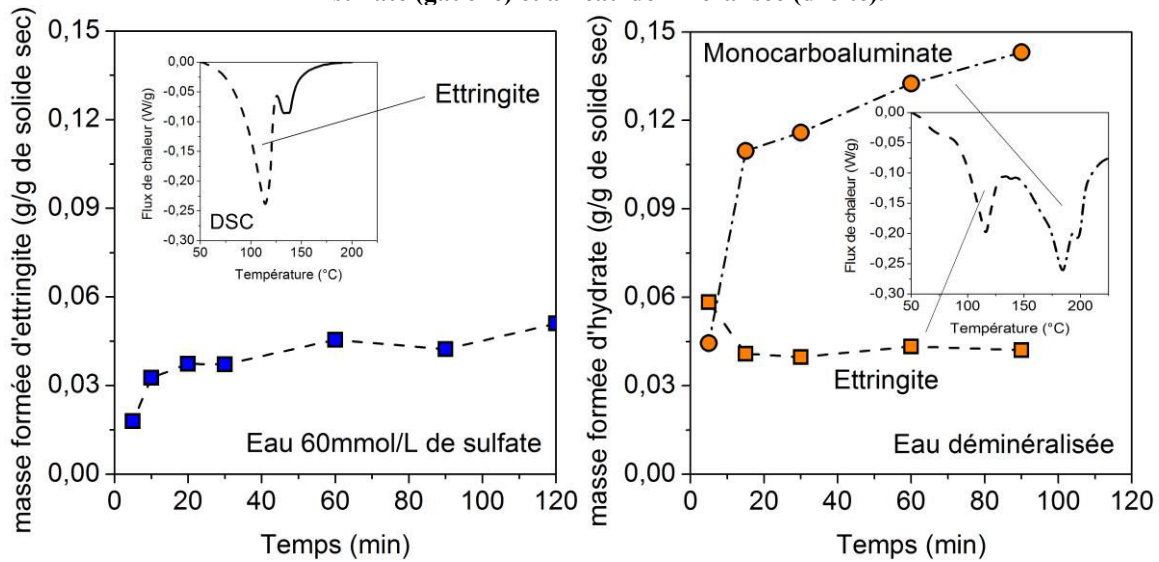 sulfate (gauche) et à l'eau déminéralisée (droite).
masse formée d'ettringite (g/g de solide sec)
0,15
0,12
0,09
0,06
0,03
0,00
0 20 40 60 80 100 120
Temps (min)
Eau 60mmol/L de sulfate
Ettringite
Flux de chaleur (W/g)
0,00
-0,05
-0,10
-0,15
-0,20
-0,25
-0,30
50 100 150 200
Température (°C)
DSC
masse formée d'hydrate (g/g de solide sec)
0,15
0,12
0,09
0,06
0,03
0,00
0 20 40 60 80 100 120
Temps (min)
Monocarboaluminate
Ettringite
Eau déminéralisée
Flux de chaleur (W/g)
0,00
-0,05
-0,10
-0,15
-0,20
-0,25
-0,30
50 100 150 200
Température (°C)